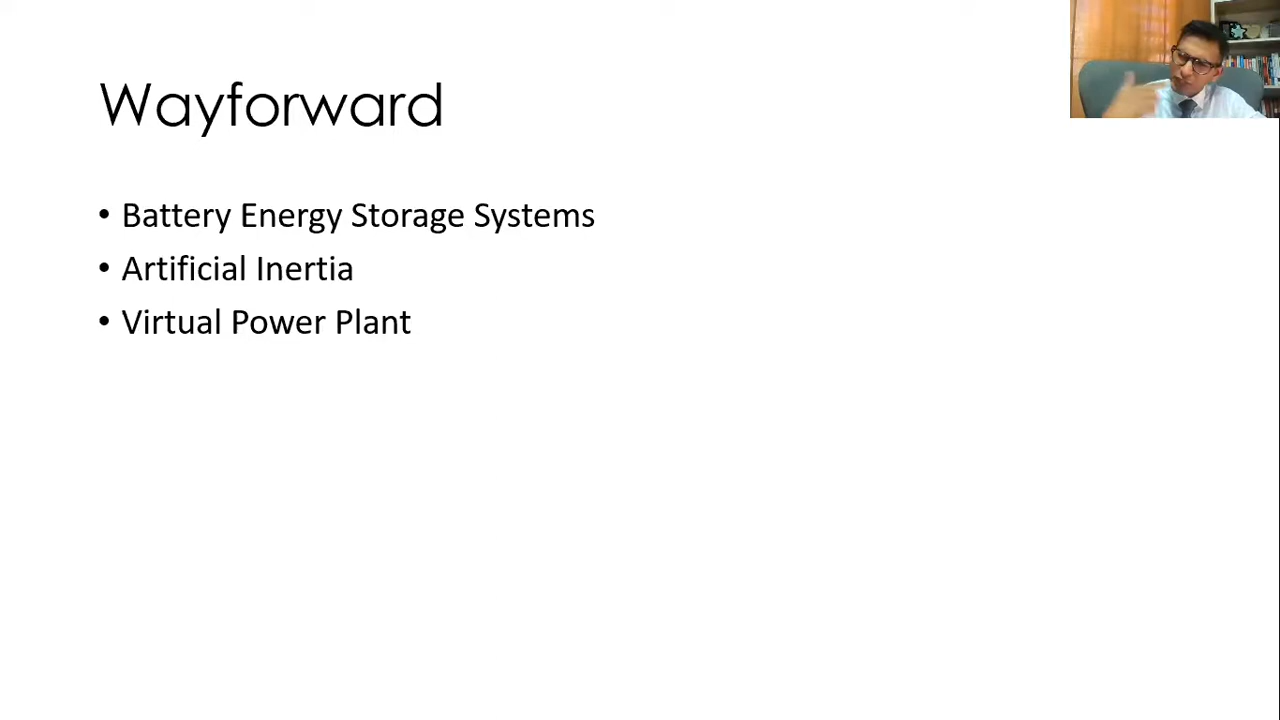 Wayforward
• Battery Energy Storage Systems
• Artificial Inertia
• Virtual Power Plant